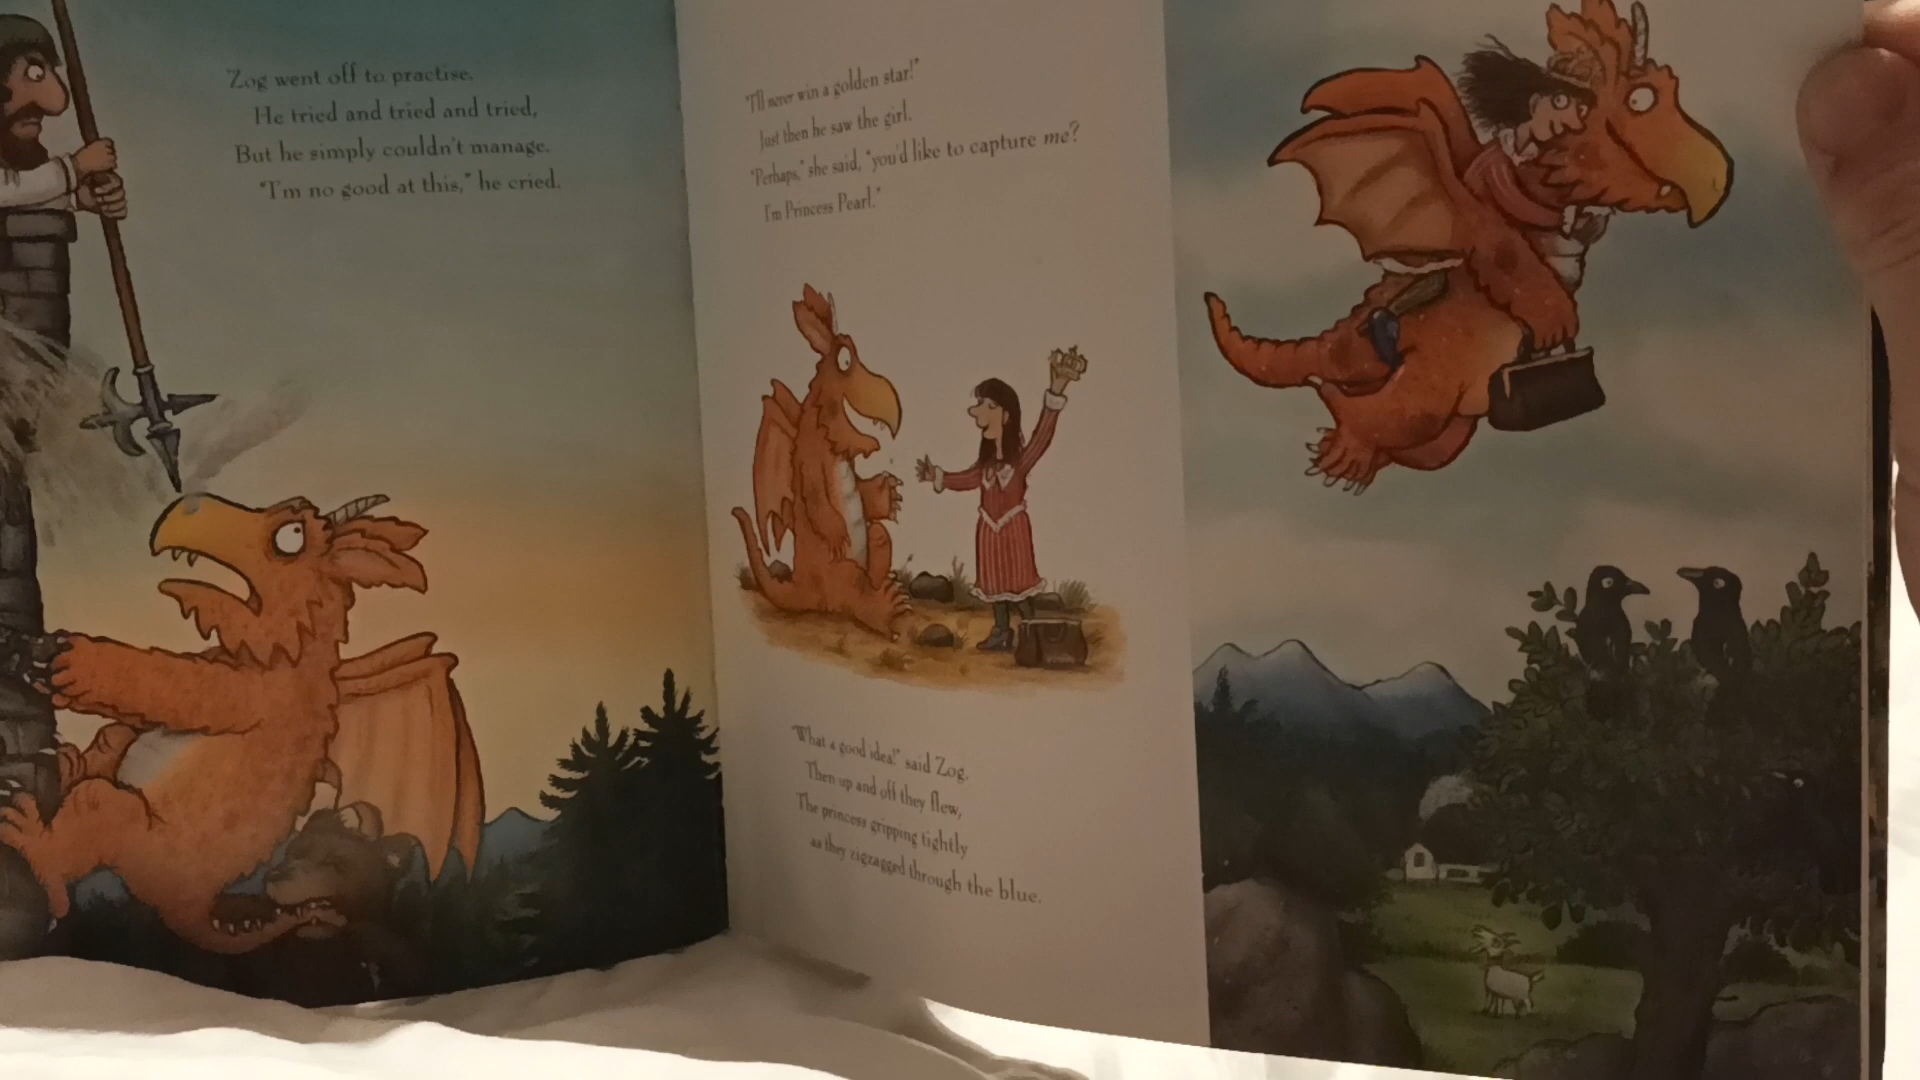 Zog went off to practise.
He tried and tried and tried,
But he simply couldn't manage.
"I'm no good at this," he cried.
"I'll never win a golden star!"
Just then he saw the girl.
"Perhaps," she said, "you'd like to capture me?
I'm Princess Pearl."
"What a good idea!" said Zog.
Then up and off they flew,
The princess gripping tightly
as they zigzagged through the blue.